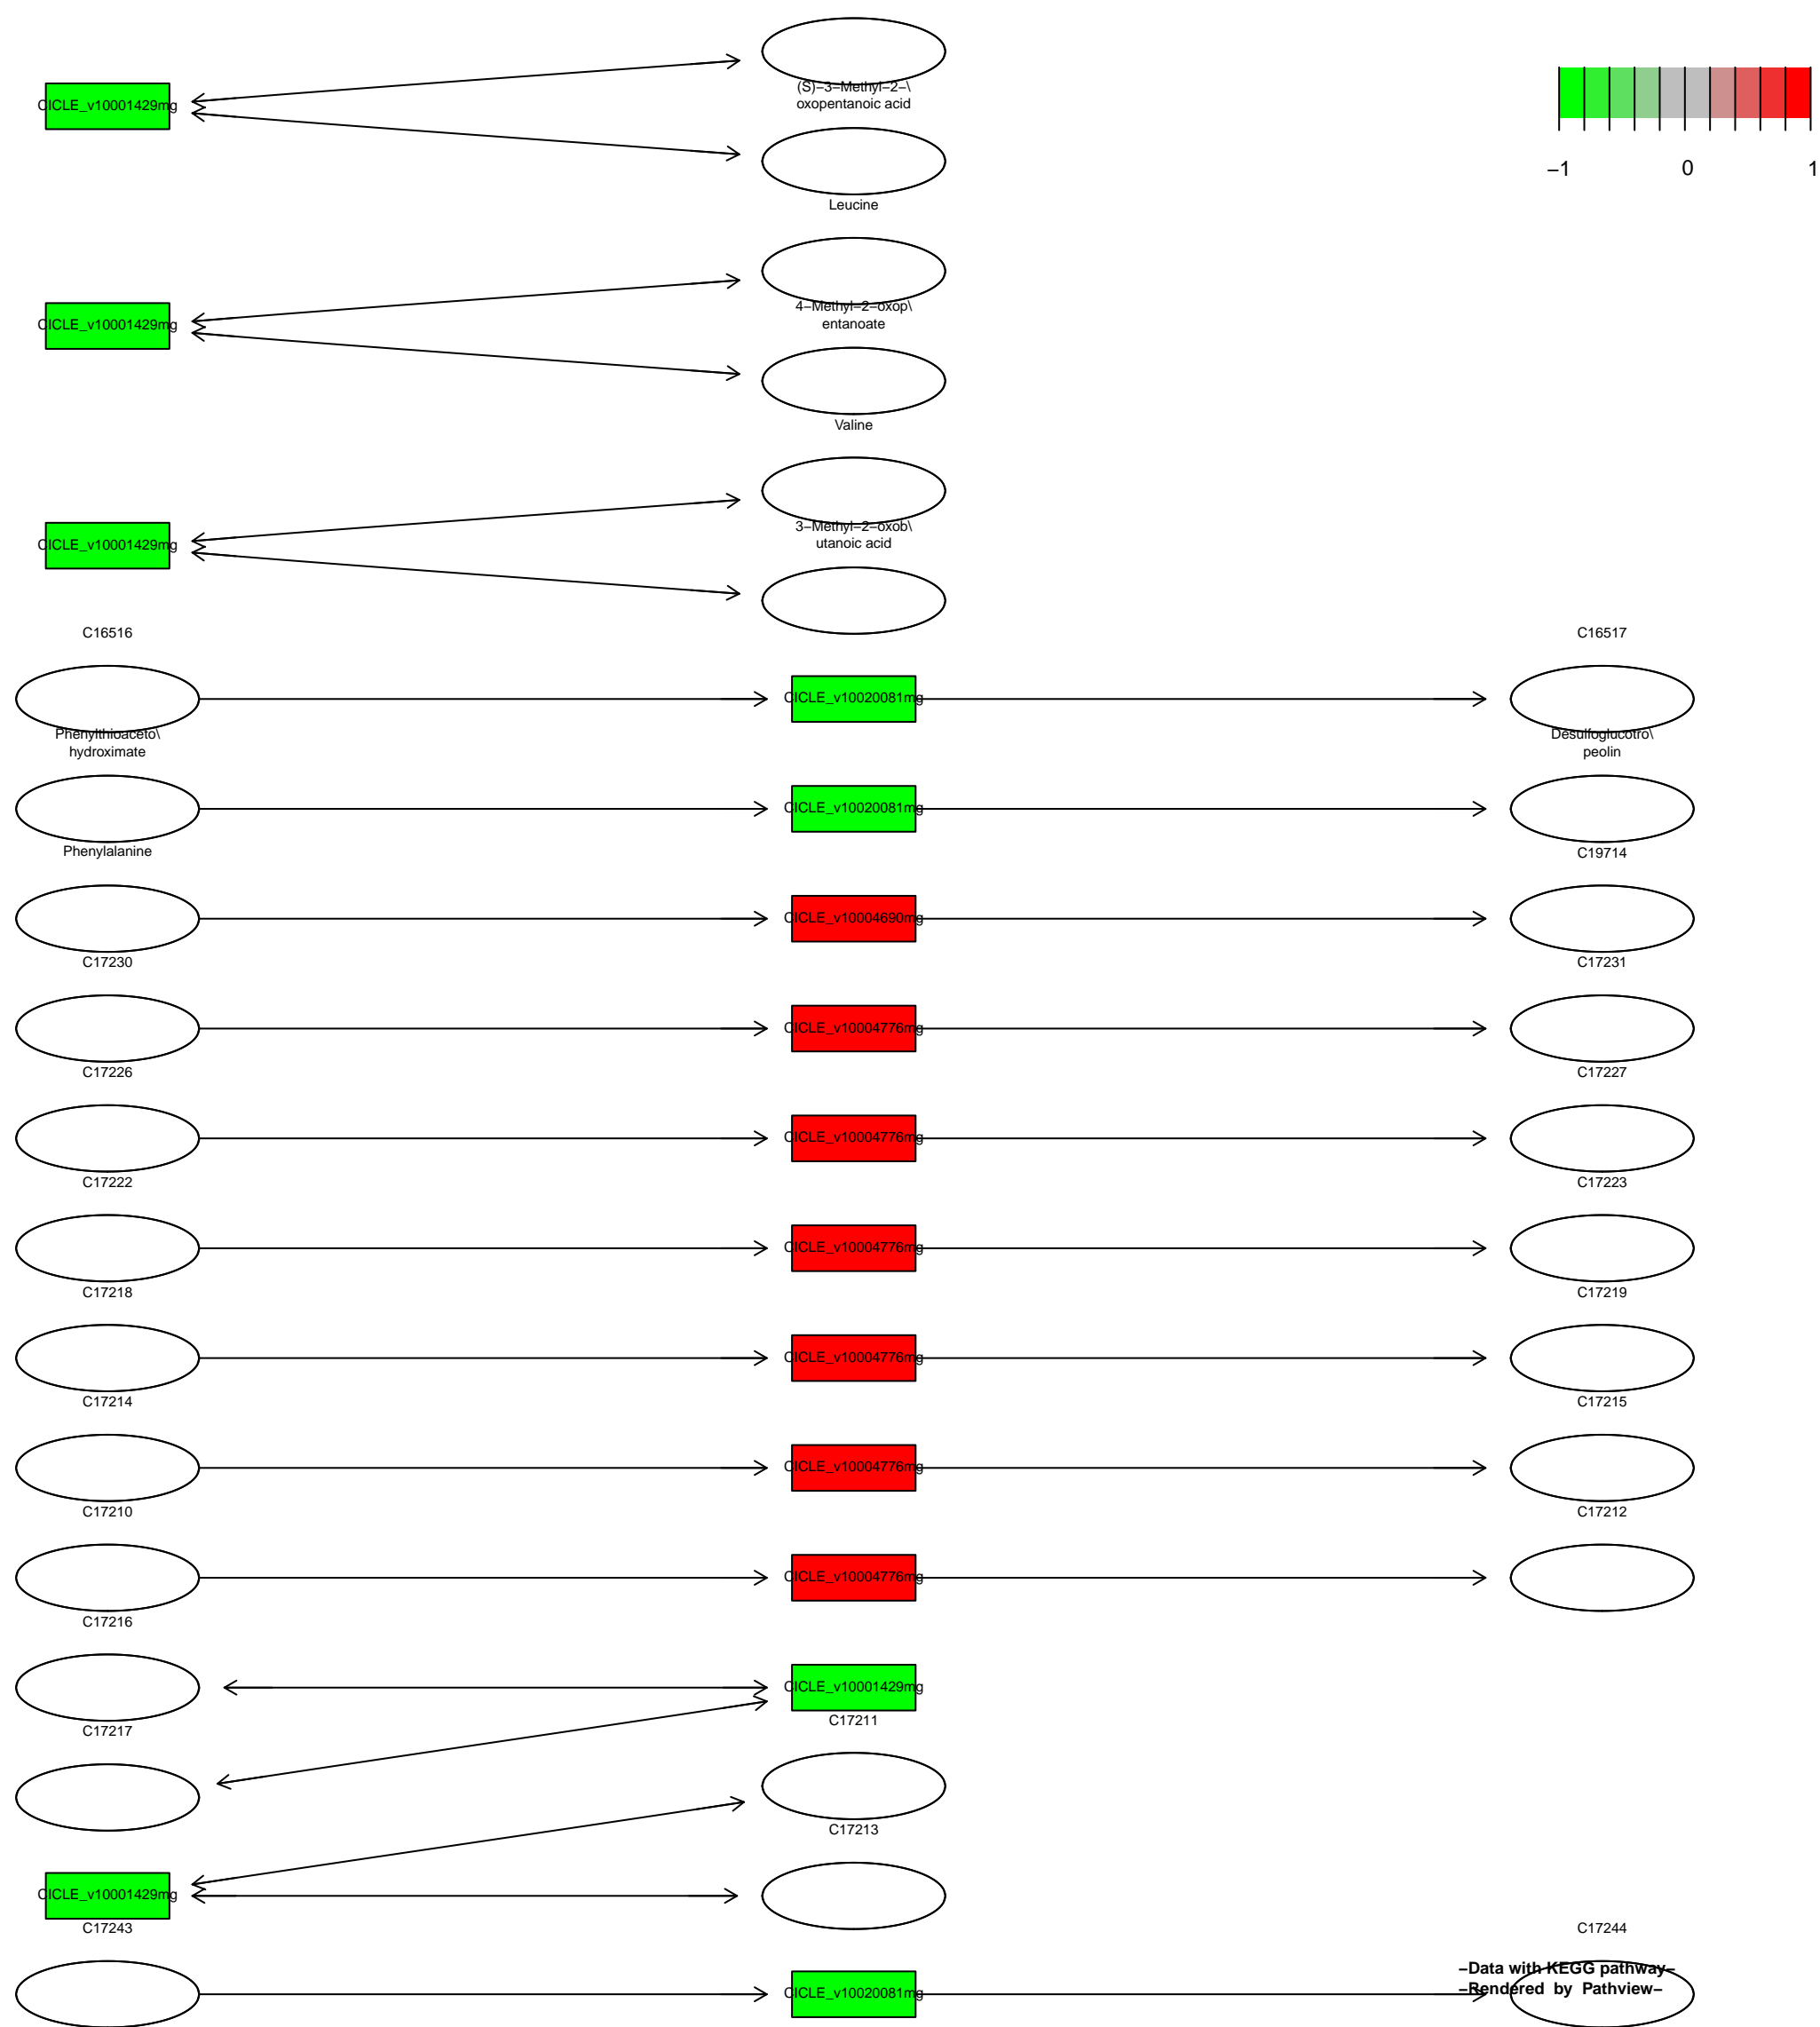 CICLE_v10001429mg
(S)−3−Methyl−2−\
oxopentanoic acid
−1 0 1
Leucine
CICLE_v10001429mg
4−Methyl−2−oxop\
entanoate
Valine
CICLE_v10001429mg
3−Methyl−2−oxob\
utanoic acid
C16516 C16517
CICLE_v10020081mg
Phenylthioaceto\
hydroximate
Desulfoglucotro\
peolin
CICLE_v10020081mg
Phenylalanine C19714
CICLE_v10004690mg
C17230 C17231
CICLE_v10004776mg
C17226 C17227
CICLE_v10004776mg
C17222 C17223
CICLE_v10004776mg
C17218 C17219
CICLE_v10004776mg
C17214 C17215
CICLE_v10004776mg
C17210 C17212
CICLE_v10004776mg
C17216
CICLE_v10001429mg
C17217 C17211
C17213
CICLE_v10001429mg
C17243 C17244
CICLE_v10020081mg
−Data with KEGG pathway−
−Rendered by Pathview−